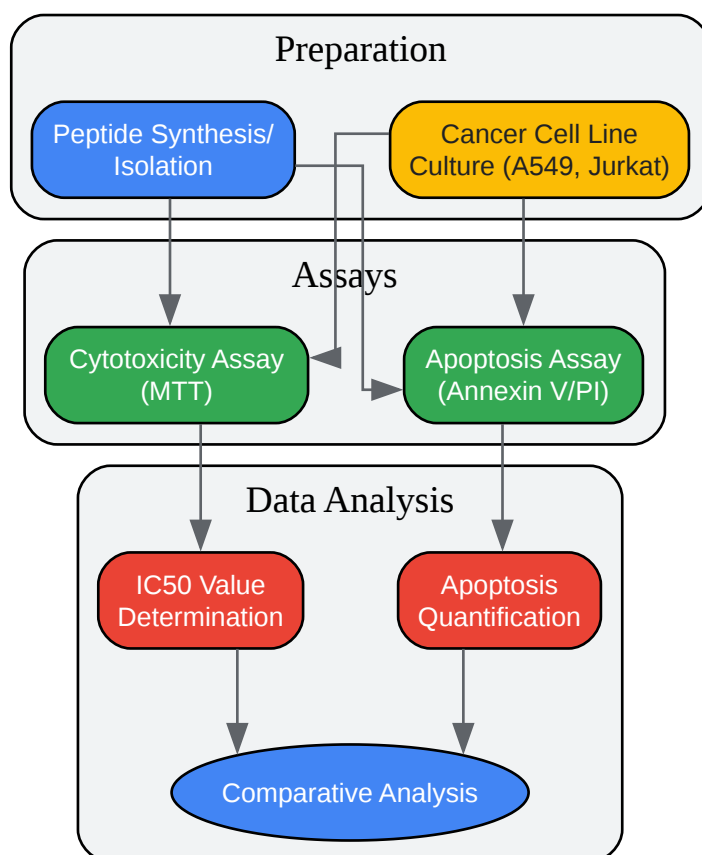 Preparation
Peptide Synthesis/
Isolation
Cancer Cell Line
Culture (A549, Jurkat)
Assays
Cytotoxicity Assay
(MTT)
Apoptosis Assay
(Annexin V/PI)
Data Analysis
IC50 Value
Determination
Apoptosis
Quantification
Comparative Analysis